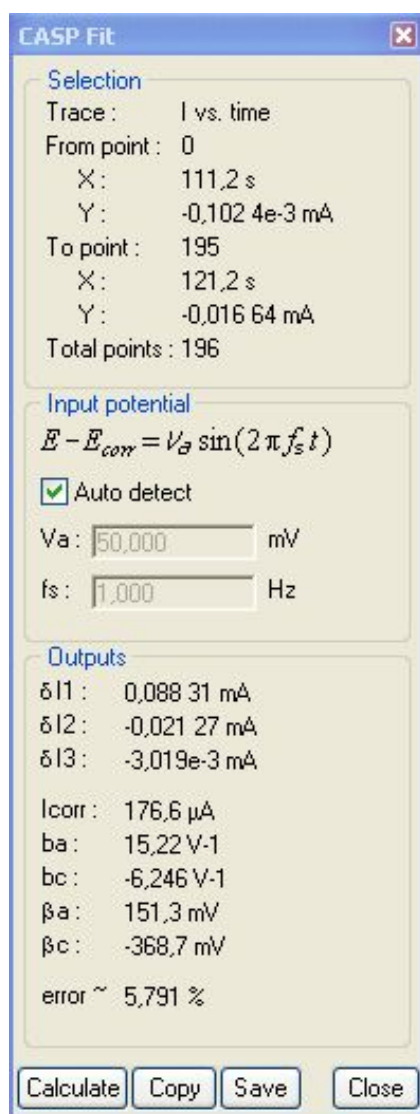 CASP Fit
Selection
Trace : I vs. time
From point : 0
X : 111,2 s
Y : -0,102 4e-3 mA
To point : 195
X : 121,2 s
Y : -0,016 64 mA
Total points : 196
Input potential
E − E_corr = V_a sin(2 π f_s t)
Auto detect
Va : 50,000 mV
fs : 1,000 Hz
Outputs
δI1 : 0,088 31 mA
δI2 : -0,021 27 mA
δI3 : -3,019e-3 mA
Icorr : 176,6 µA
ba : 15,22 V-1
bc : -6,246 V-1
βa : 151,3 mV
βc : -368,7 mV
error ~ 5,791 %
Calculate Copy Save Close